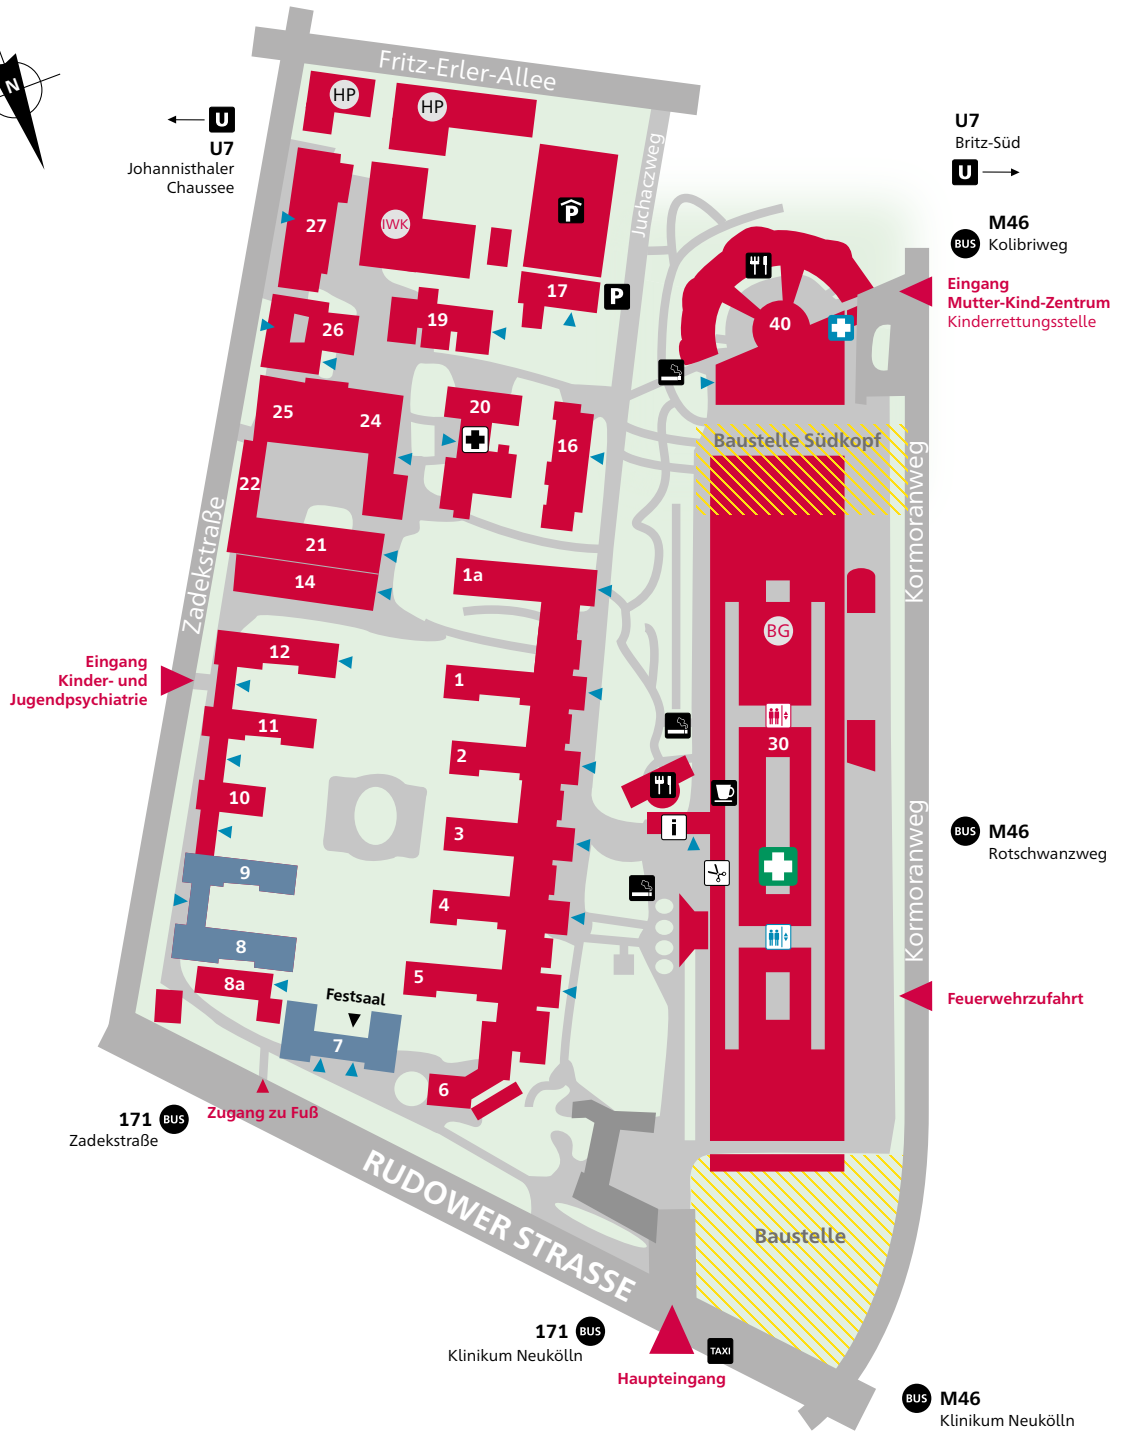 N
Fritz-Erler-Allee
HP
HP
U
U7
Johannisthaler
Chaussee
U7
Britz-Süd
U
Juchaczweg
P
27
IWK
BUS
M46
Kolibriweg
Eingang
Mutter-Kind-Zentrum
Kinderrettungsstelle
17
P
19
26
40
25
24
20
16
Baustelle Südkopf
Kormoranweg
22
Zadekstraße
21
14
1a
BG
12
Eingang
Kinder- und
Jugendpsychiatrie
1
11
2
30
10
3
i
BUS
M46
Rotschwanzweg
Kormoranweg
9
4
8
8a
5
Festsaal
7
Feuerwehrzufahrt
6
171
BUS
Zadekstraße
Zugang zu Fuß
RUDOWER STRASSE
Baustelle
171
BUS
Klinikum Neukölln
TAXI
Haupteingang
BUS
M46
Klinikum Neukölln